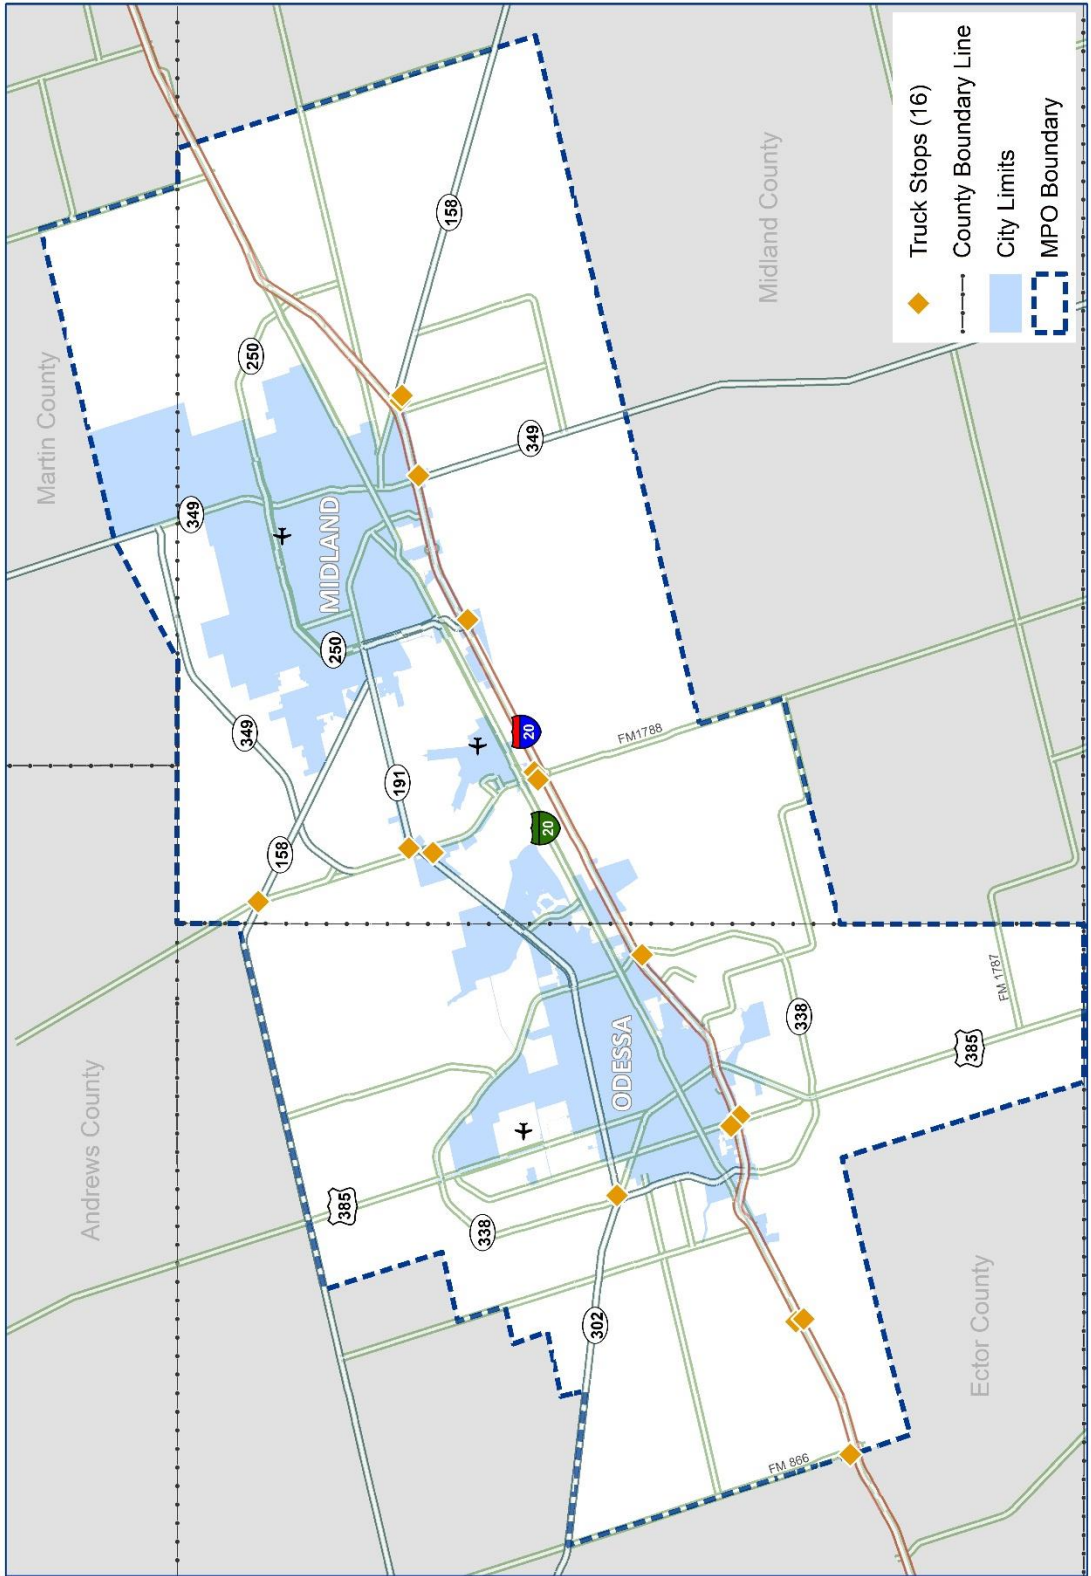 Martin County
Andrews County
Midland County
Ector County
MIDLAND
ODESSA
250
349
349
250
349
158
158
191
20
20
FM1788
338
385
FM 1787
385
338
302
FM 866
Truck Stops (16)
County Boundary Line
City Limits
MPO Boundary